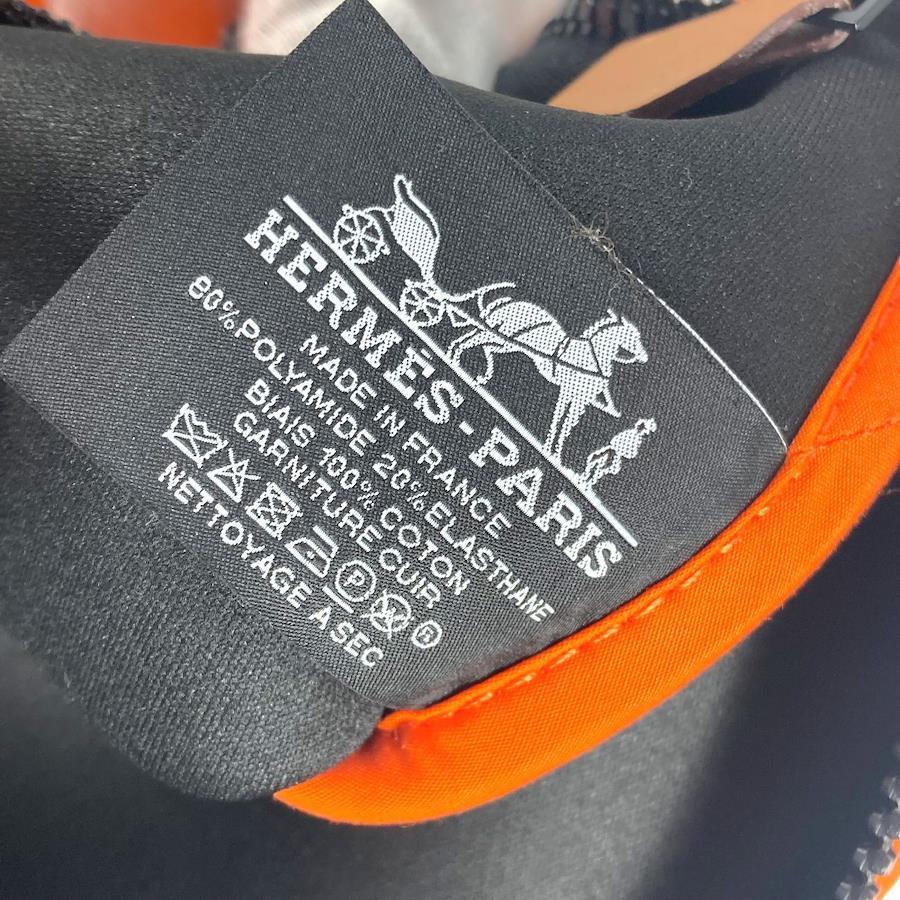 HERMÈS-PARIS
MADE IN FRANCE
80% POLYAMIDE 20% ELASTHANE
BIAIS 100% COTON
GARNITURE CUIR
P ®
NETTOYAGE A SEC